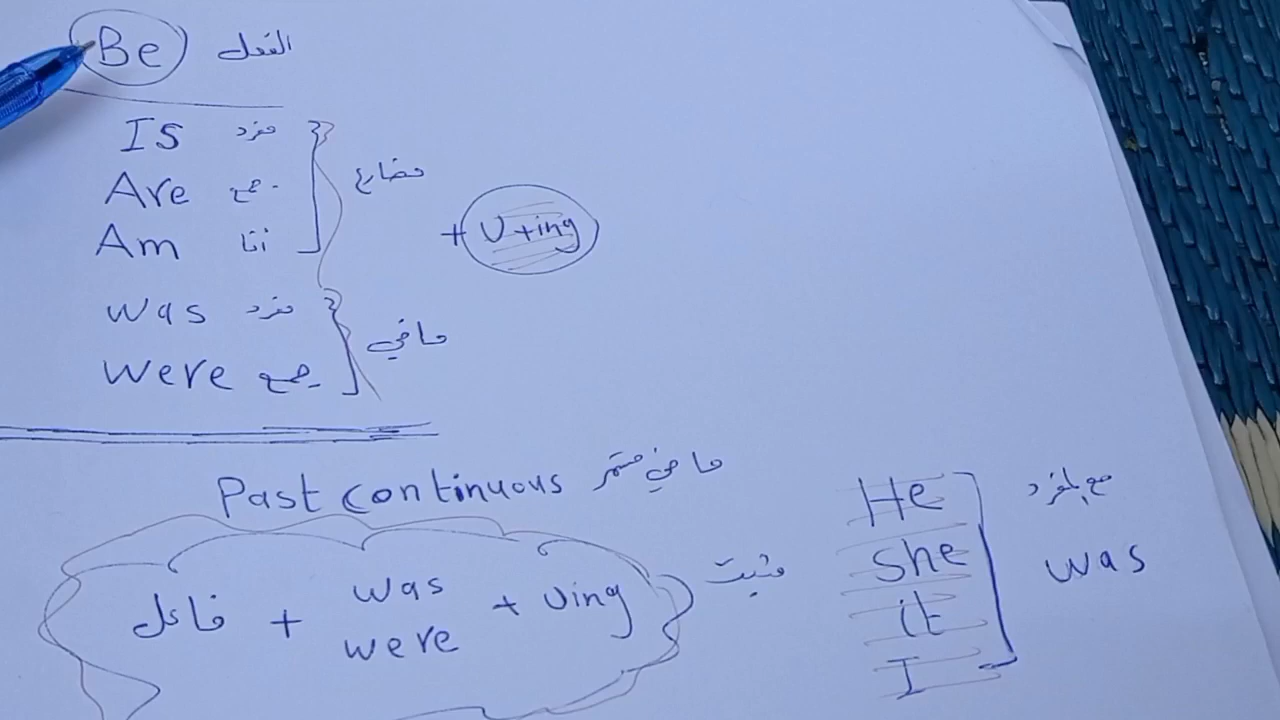 Be الفعل
Is مفرد
Are جمع
Am أنا
مضارع
+ V+ing
was مفرد
were جمع
ماضي
Past continuous ماضي مستمر
فاعل + was were + Ving
مثبت
He
she
it
I
مع المفرد
was